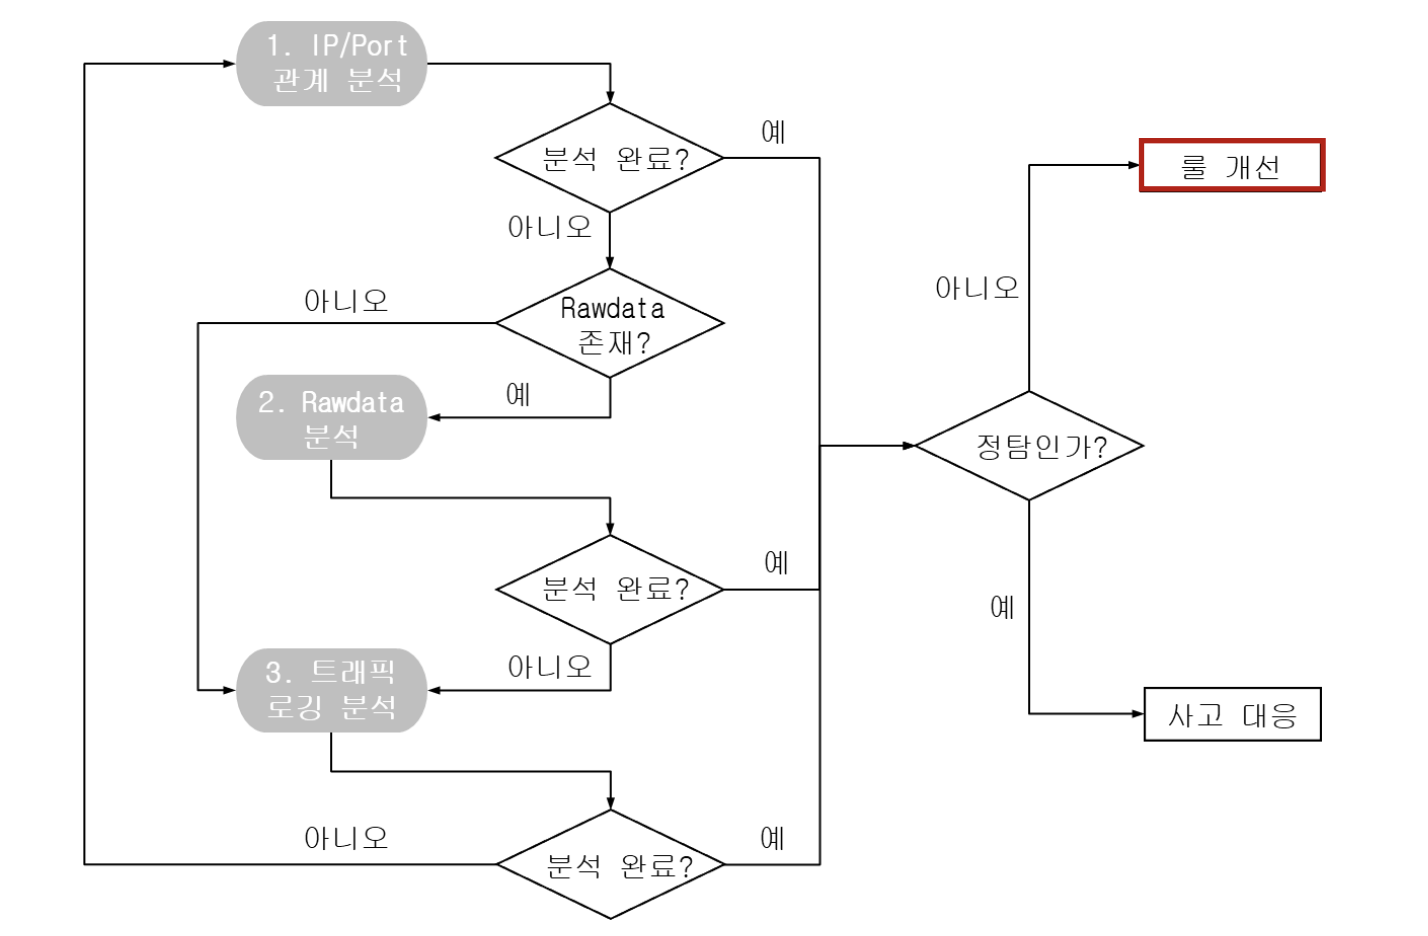 1. IP/Port
관계 분석
예
분석 완료?
룰 개선
아니오
아니오
아니오
Rawdata
존재?
예
2. Rawdata
분석
정탐인가?
예
분석 완료?
예
아니오
3. 트래픽
로깅 분석
사고 대응
아니오
예
분석 완료?